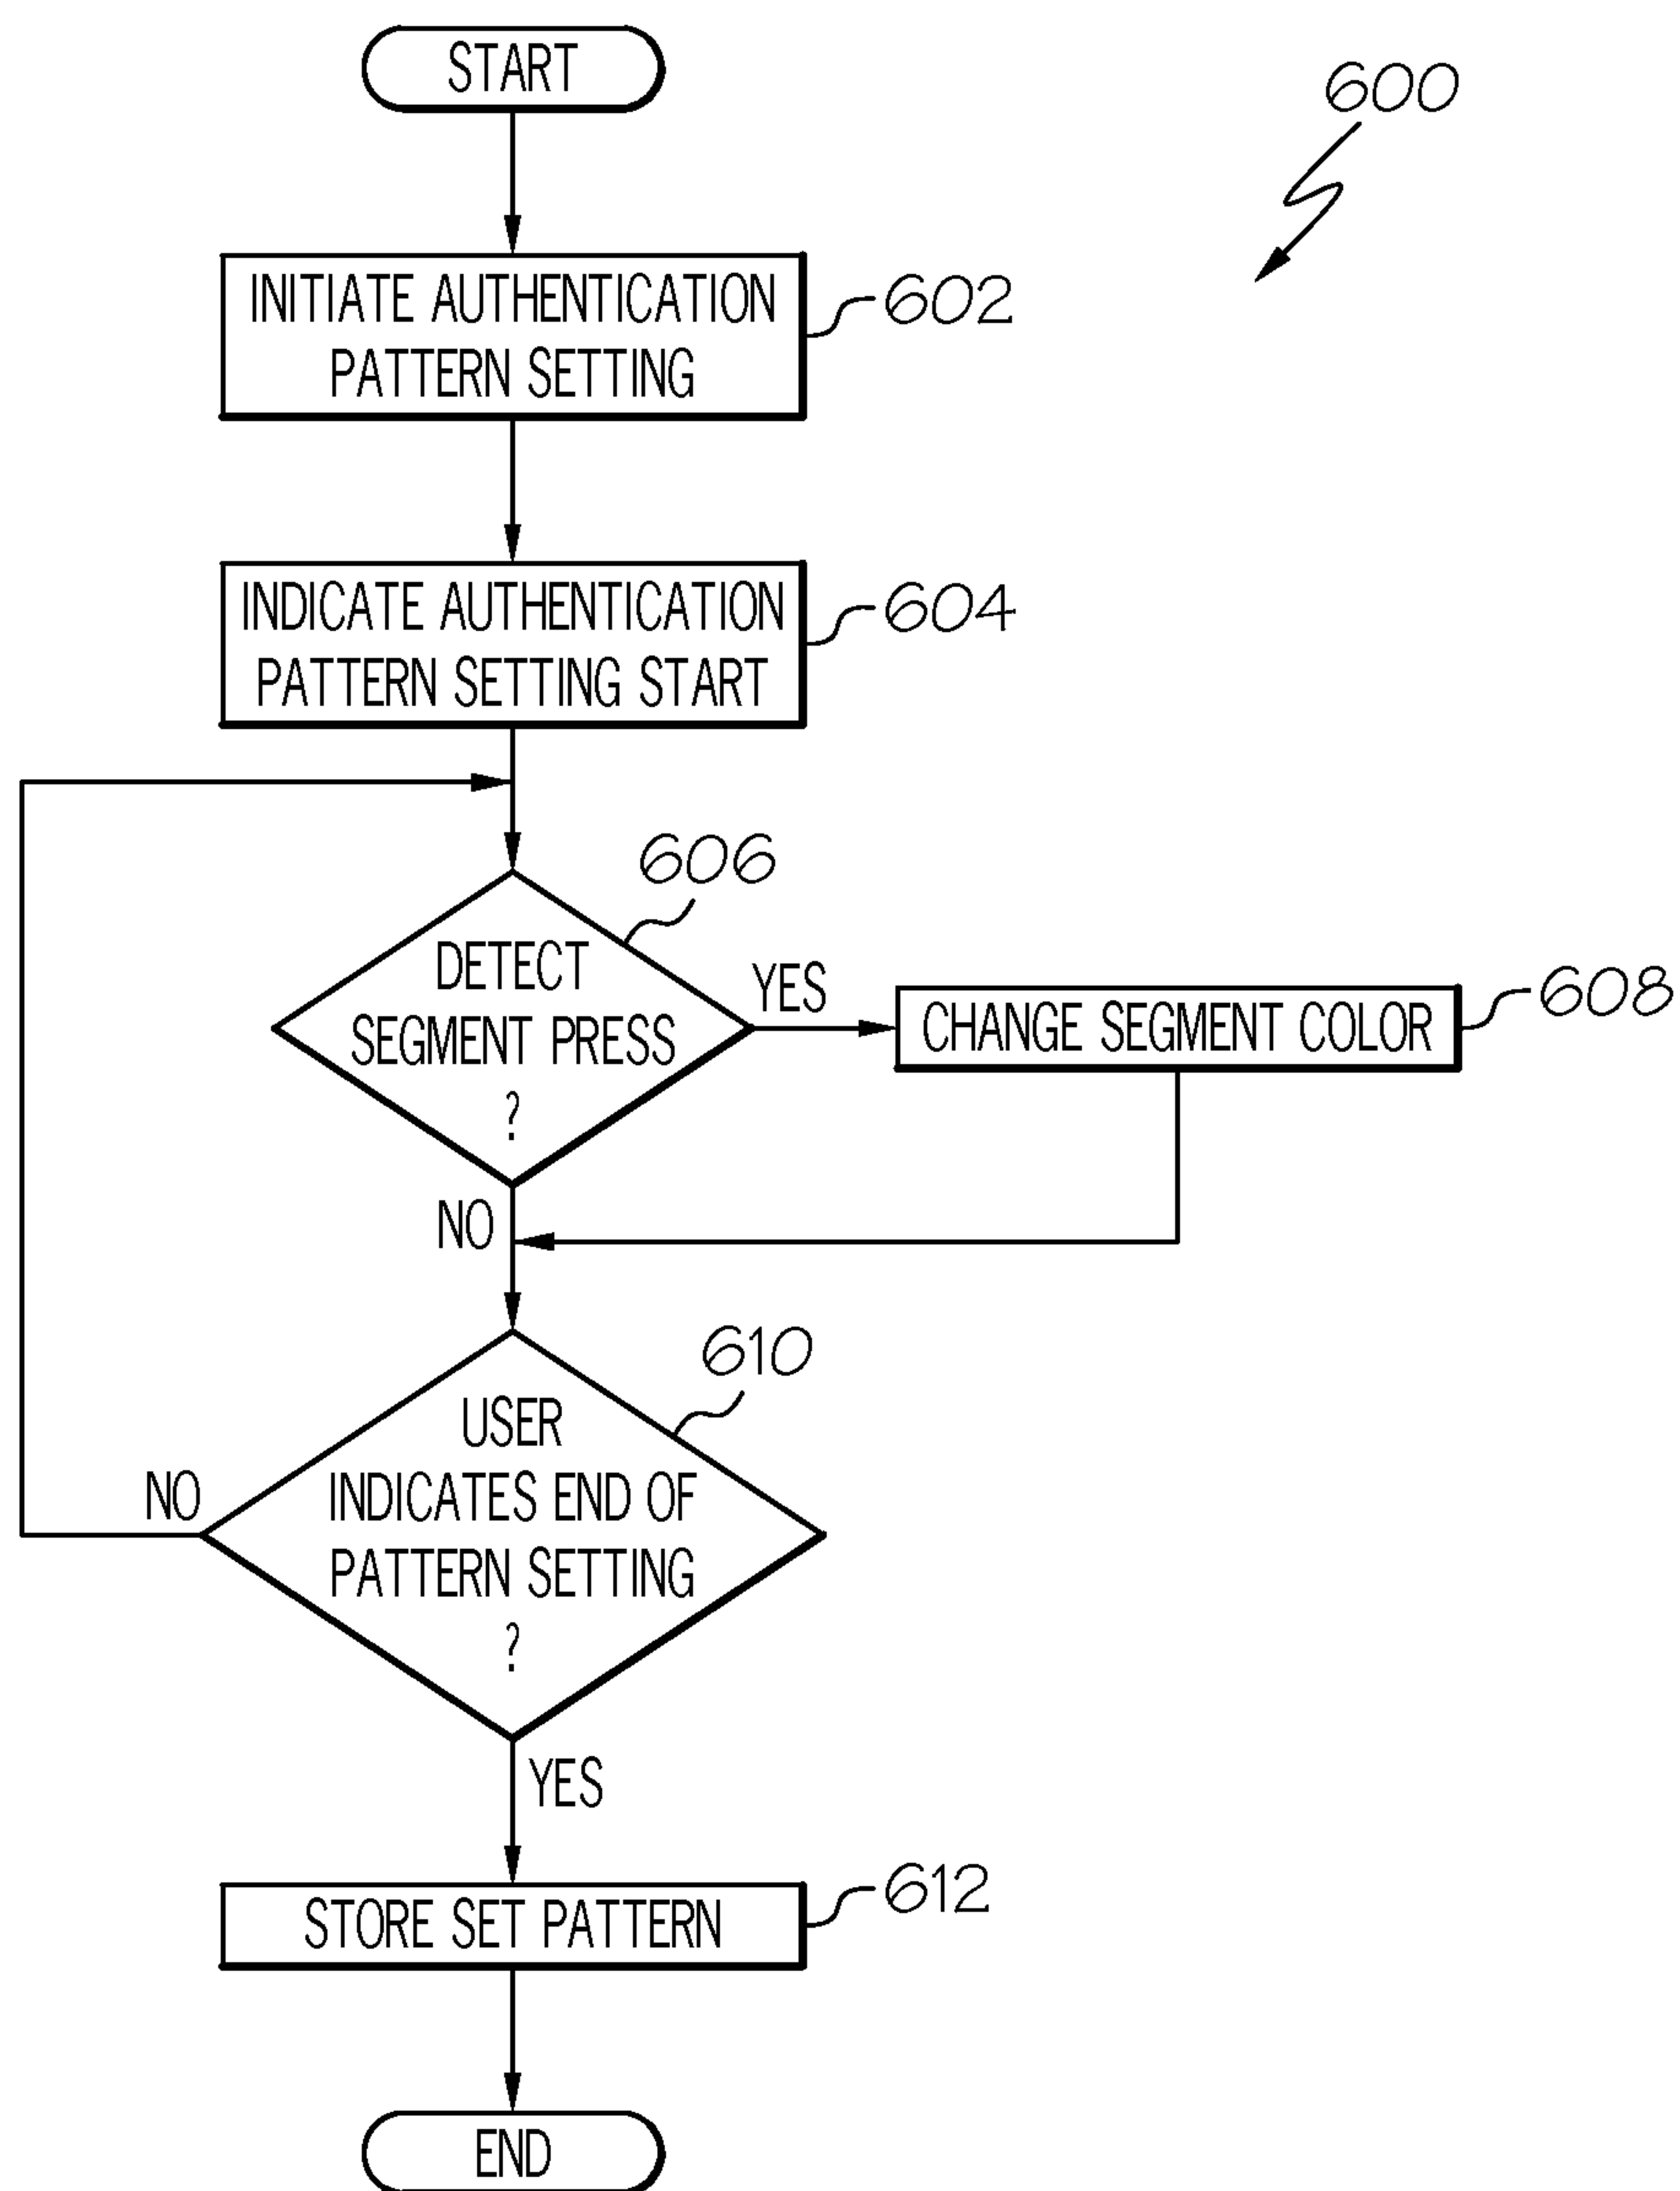 START
600
INITIATE AUTHENTICATION
PATTERN SETTING
602
INDICATE AUTHENTICATION
PATTERN SETTING START
604
606
DETECT
SEGMENT PRESS
?
YES
CHANGE SEGMENT COLOR
608
NO
610
USER
INDICATES END OF
PATTERN SETTING
?
NO
YES
STORE SET PATTERN
612
END